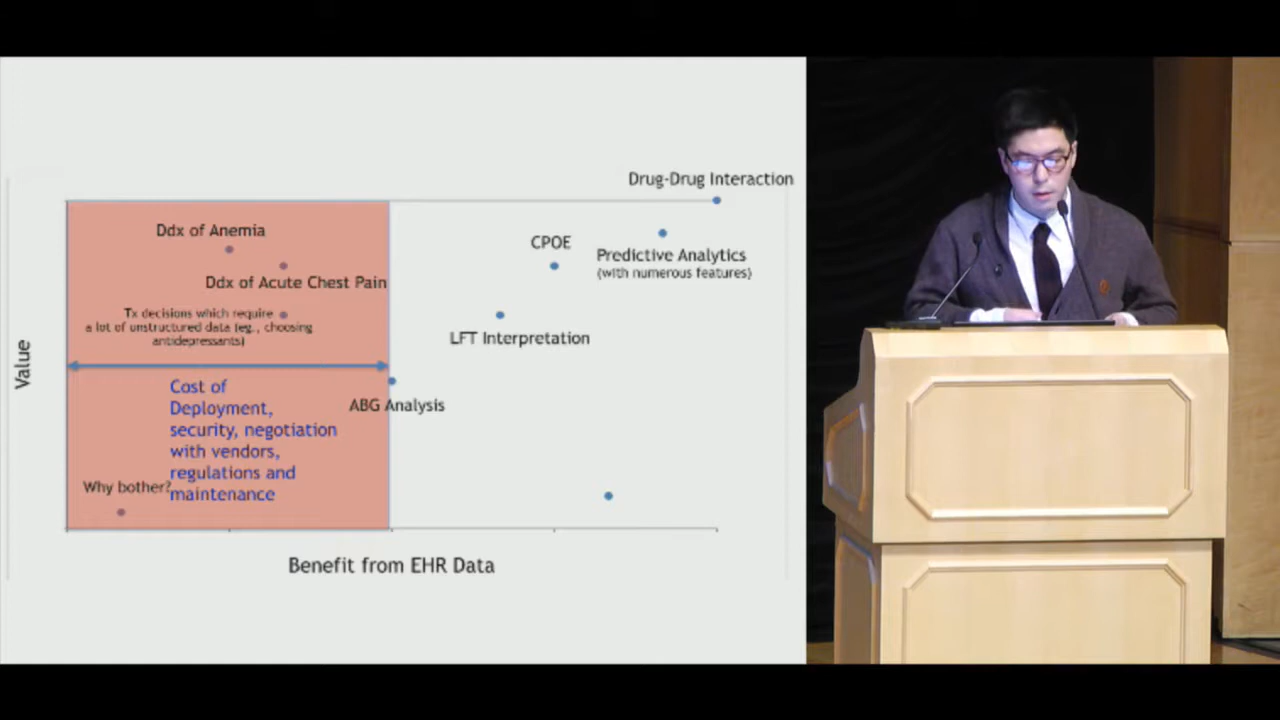 Drug-Drug Interaction
Ddx of Anemia
CPOE
Predictive Analytics
(with numerous features)
Ddx of Acute Chest Pain
Tx decisions which require
a lot of unstructured data (eg., choosing
antidepressants)
LFT Interpretation
Value
Cost of
Deployment,
security, negotiation
with vendors,
regulations and
maintenance
ABG Analysis
Why bother?
Benefit from EHR Data